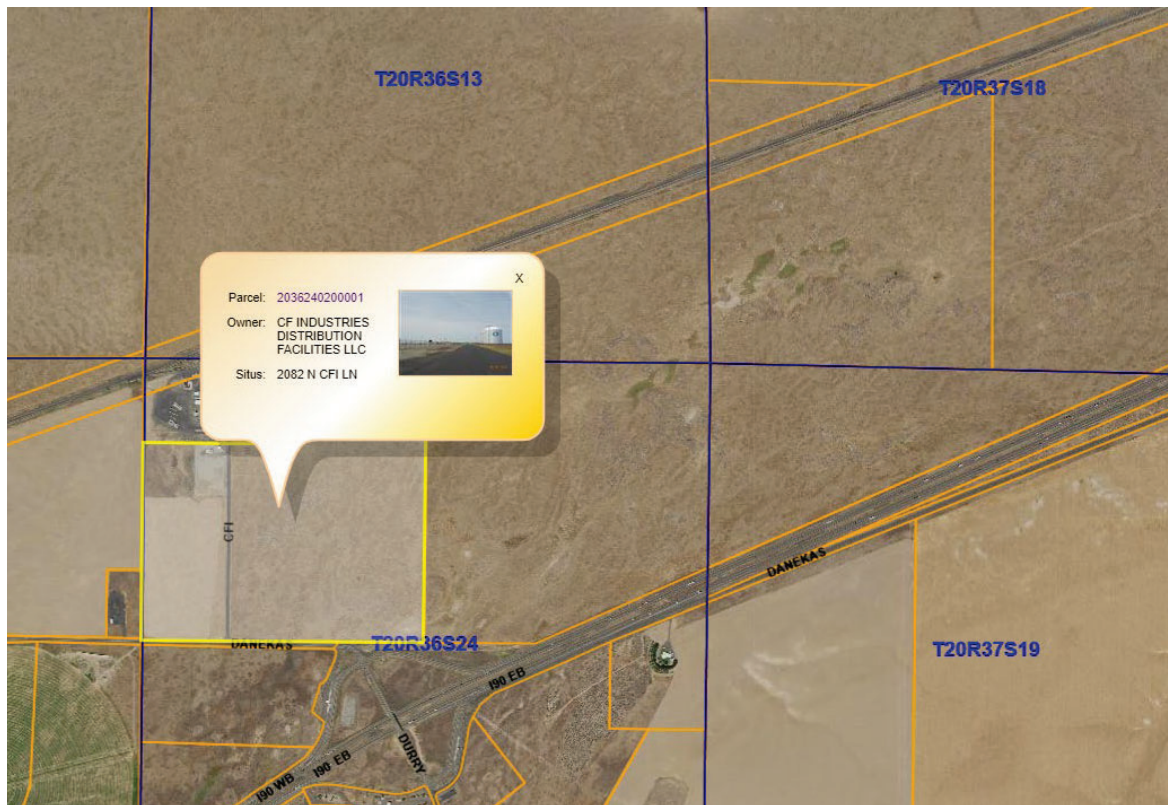 T20R36S13
T20R37S18
X
Parcel: 2036240200001
Owner: CF INDUSTRIES
DISTRIBUTION
FACILITIES LLC
Situs: 2082 N CFI LN
CFI
DANEKAS
DANEKAS
T20R36S24
T20R37S19
I90 EB
I90 EB
I90 WB
DURRY